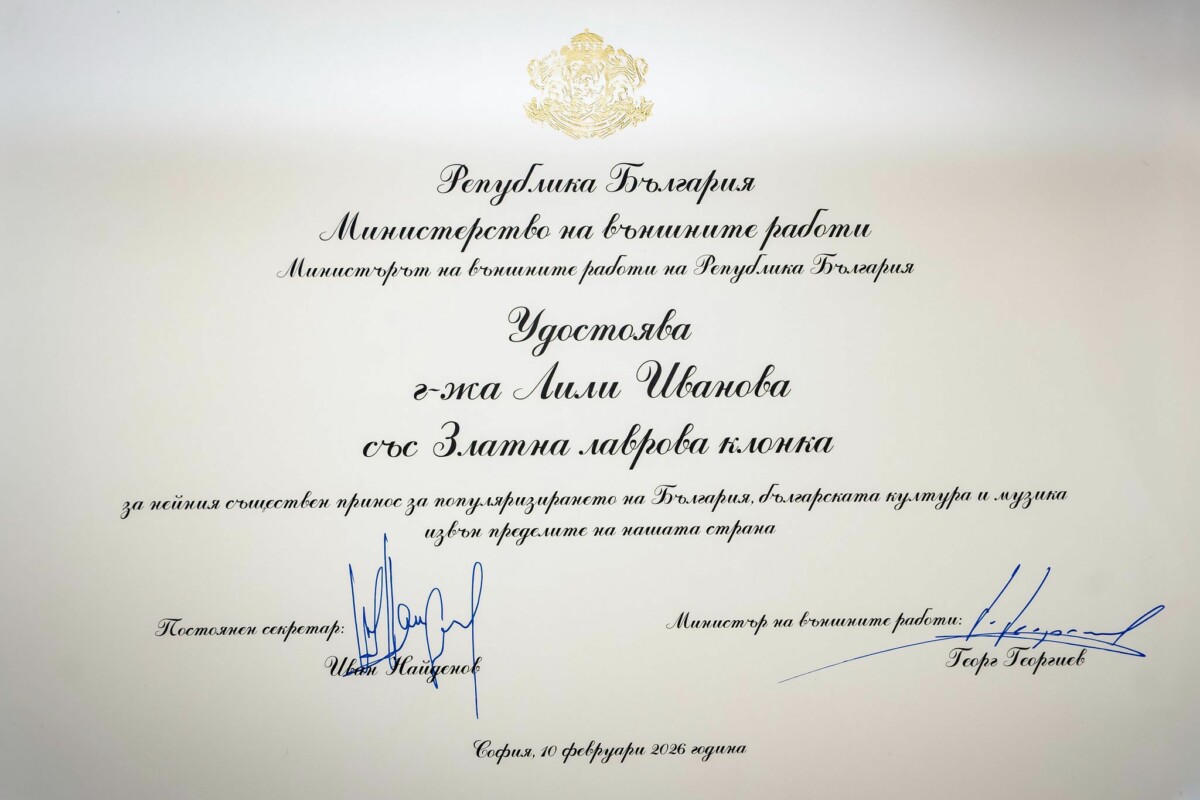 Република България
Министерство на външните работи
Министърът на външните работи на Република България
Удостоява
г-жа Лили Иванова
със Златна лаврова клонка
за нейния съществен принос за популяризирането на България, българската култура и музика
извън пределите на нашата страна
Постоянен секретар:
Иван Найденов
Министър на външните работи:
Георг Георгиев
София, 10 февруари 2026 година